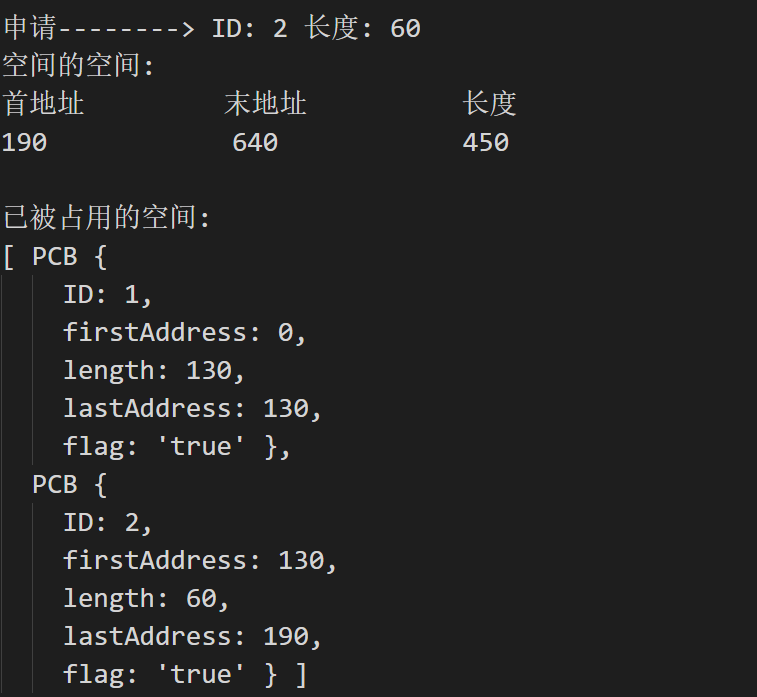 申请--------> ID: 2 长度: 60
空间的空间:
首地址 末地址 长度
190 640 450
已被占用的空间:
[ PCB {
ID: 1,
firstAddress: 0,
length: 130,
lastAddress: 130,
flag: 'true' },
PCB {
ID: 2,
firstAddress: 130,
length: 60,
lastAddress: 190,
flag: 'true' } ]